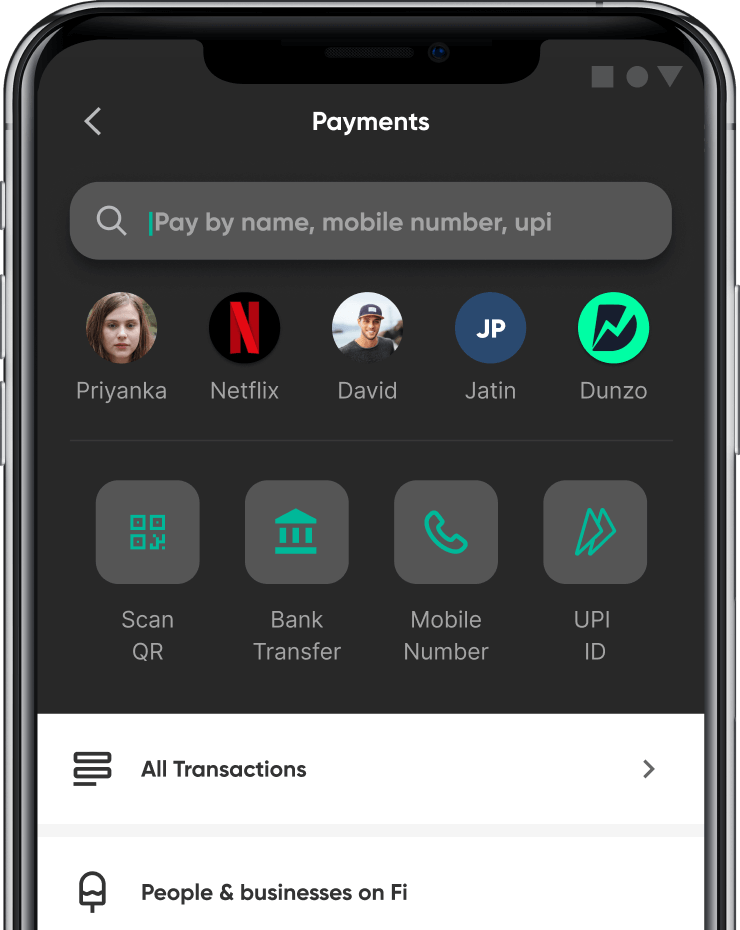 Payments
Pay by name, mobile number, upi
N
JP
Priyanka
Netflix
David
Jatin
Dunzo
Scan
QR
Bank
Transfer
Mobile
Number
UPI
ID
All Transactions
People & businesses on Fi